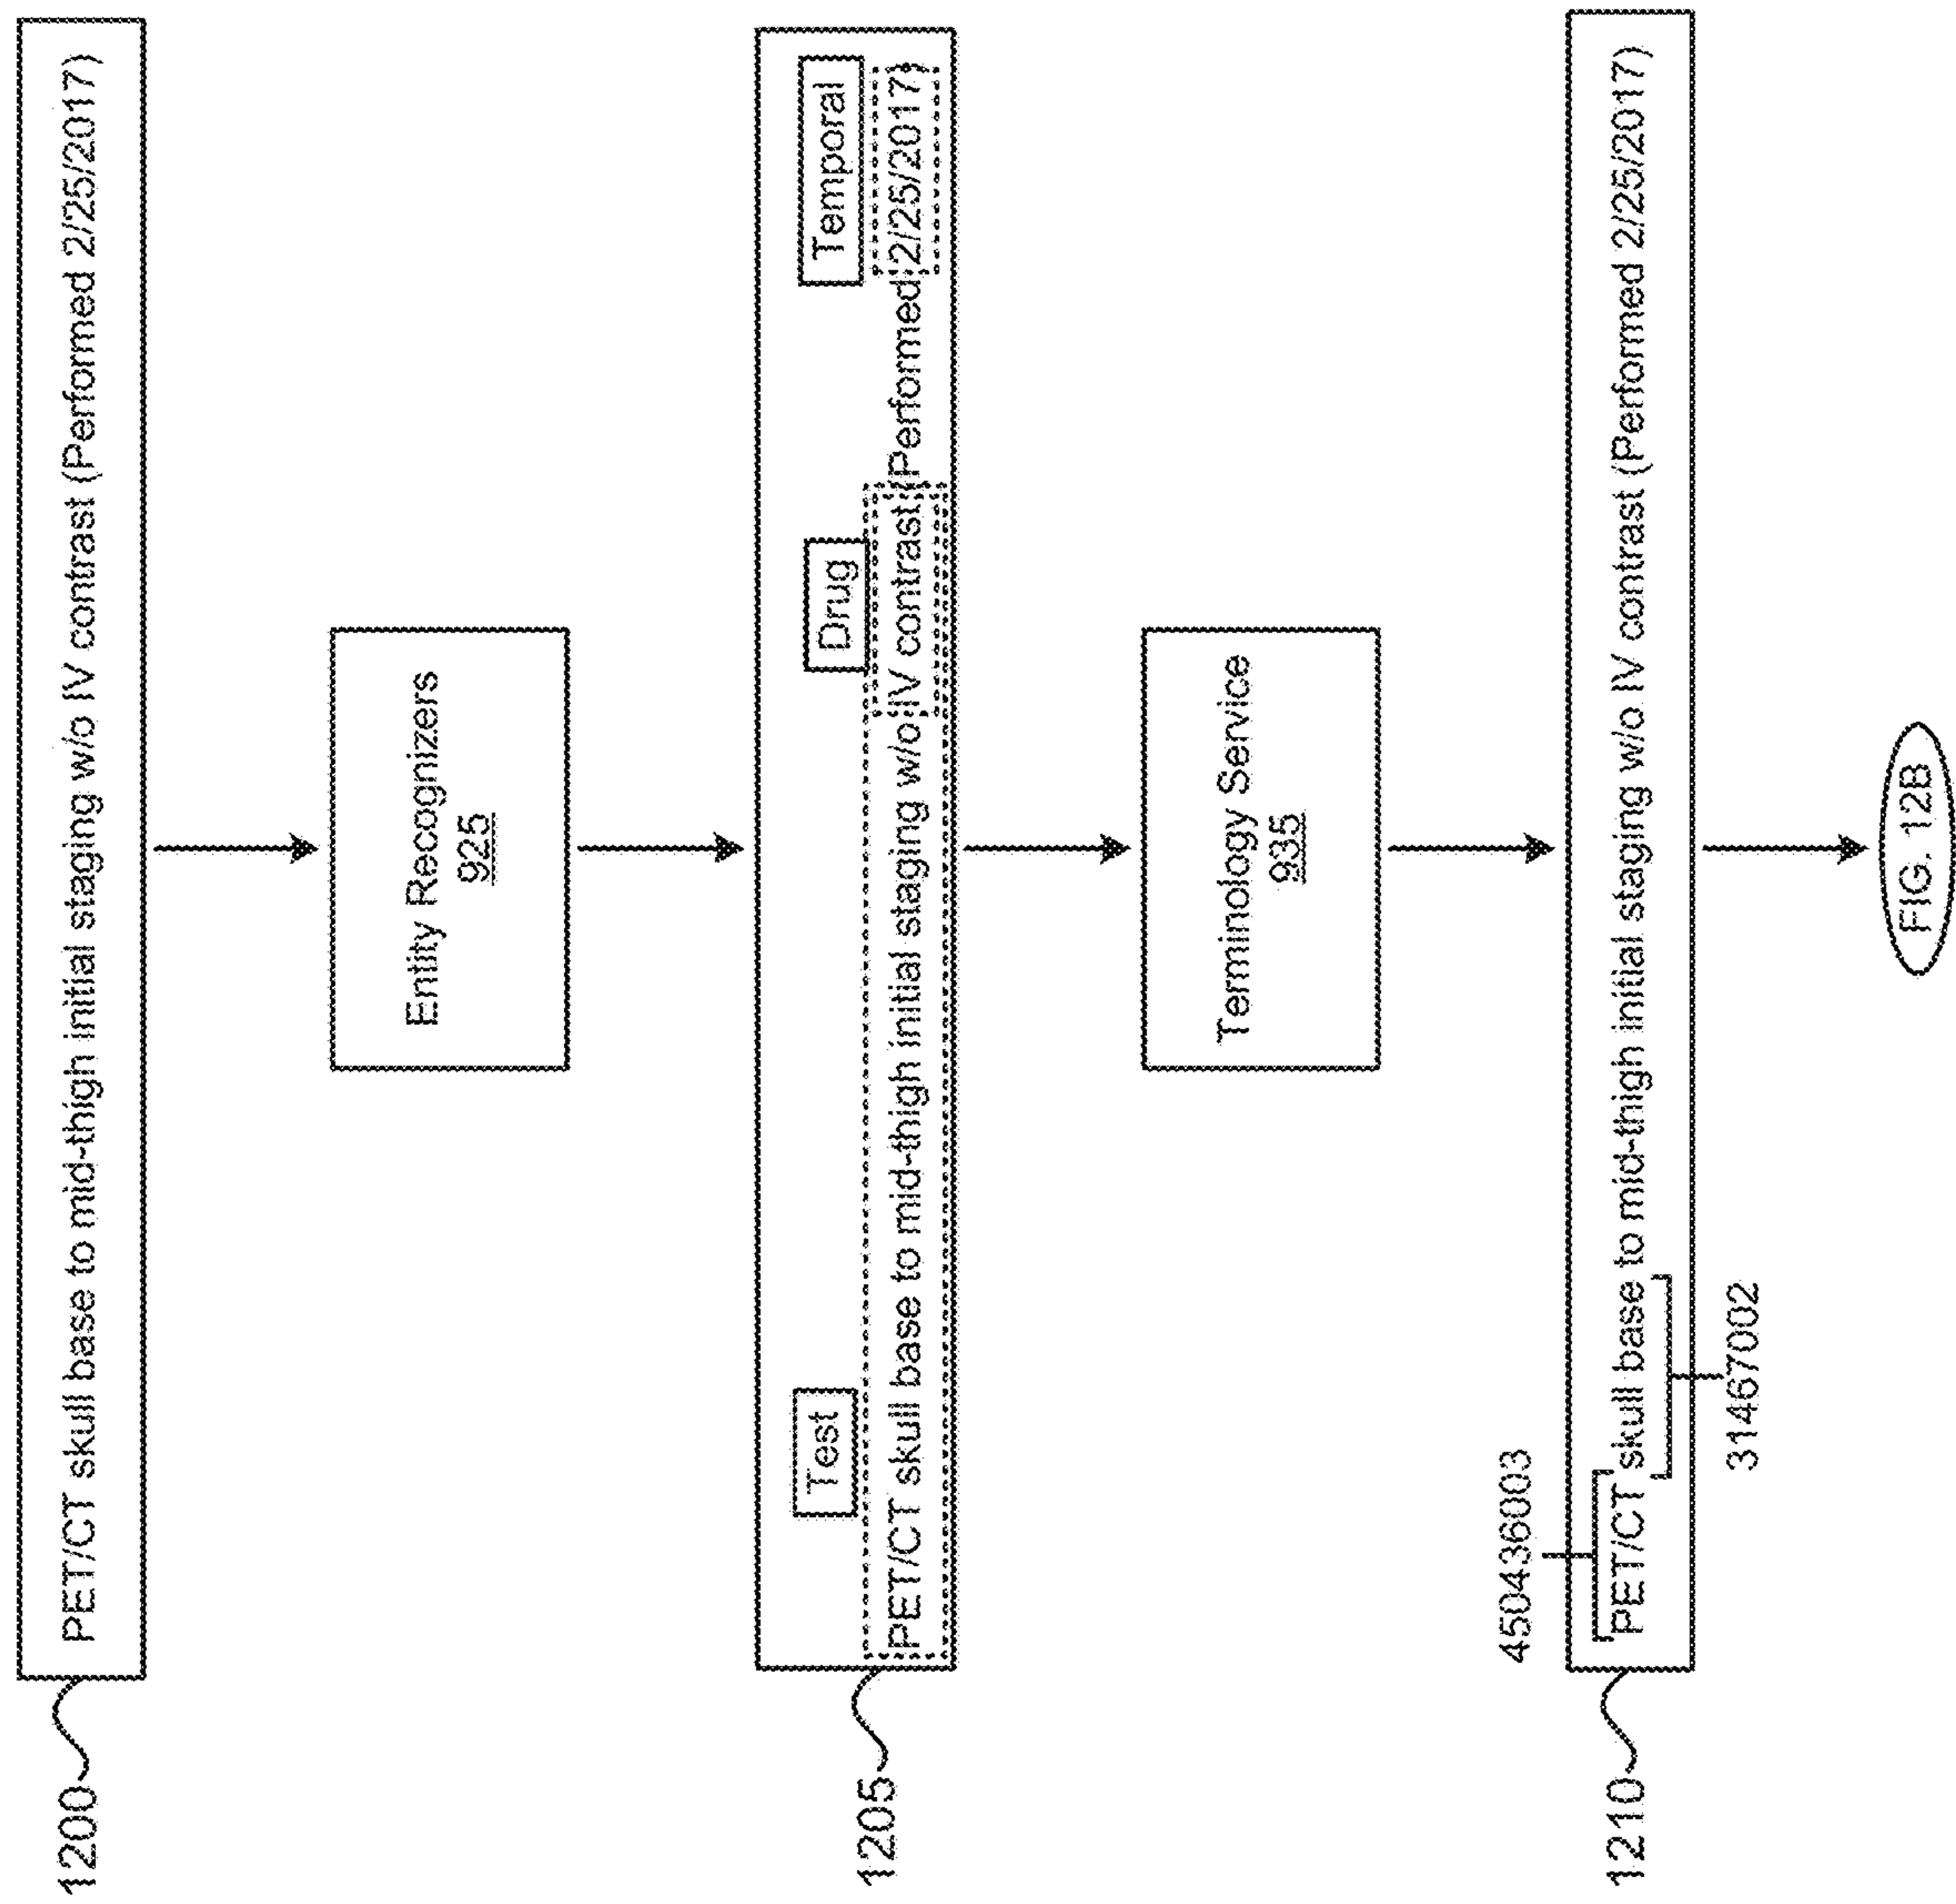 1200
PET/CT skull base to mid-thigh initial staging w/o IV contrast (Performed 2/25/2017)
Entity Recognizers
925
1205
Test
Drug
Temporal
PET/CT skull base to mid-thigh initial staging w/o IV contrast (Performed 2/25/2017)
Terminology Service
935
450436003
1210
PET/CT skull base to mid-thigh initial staging w/o IV contrast (Performed 2/25/2017)
31467002
FIG. 12B